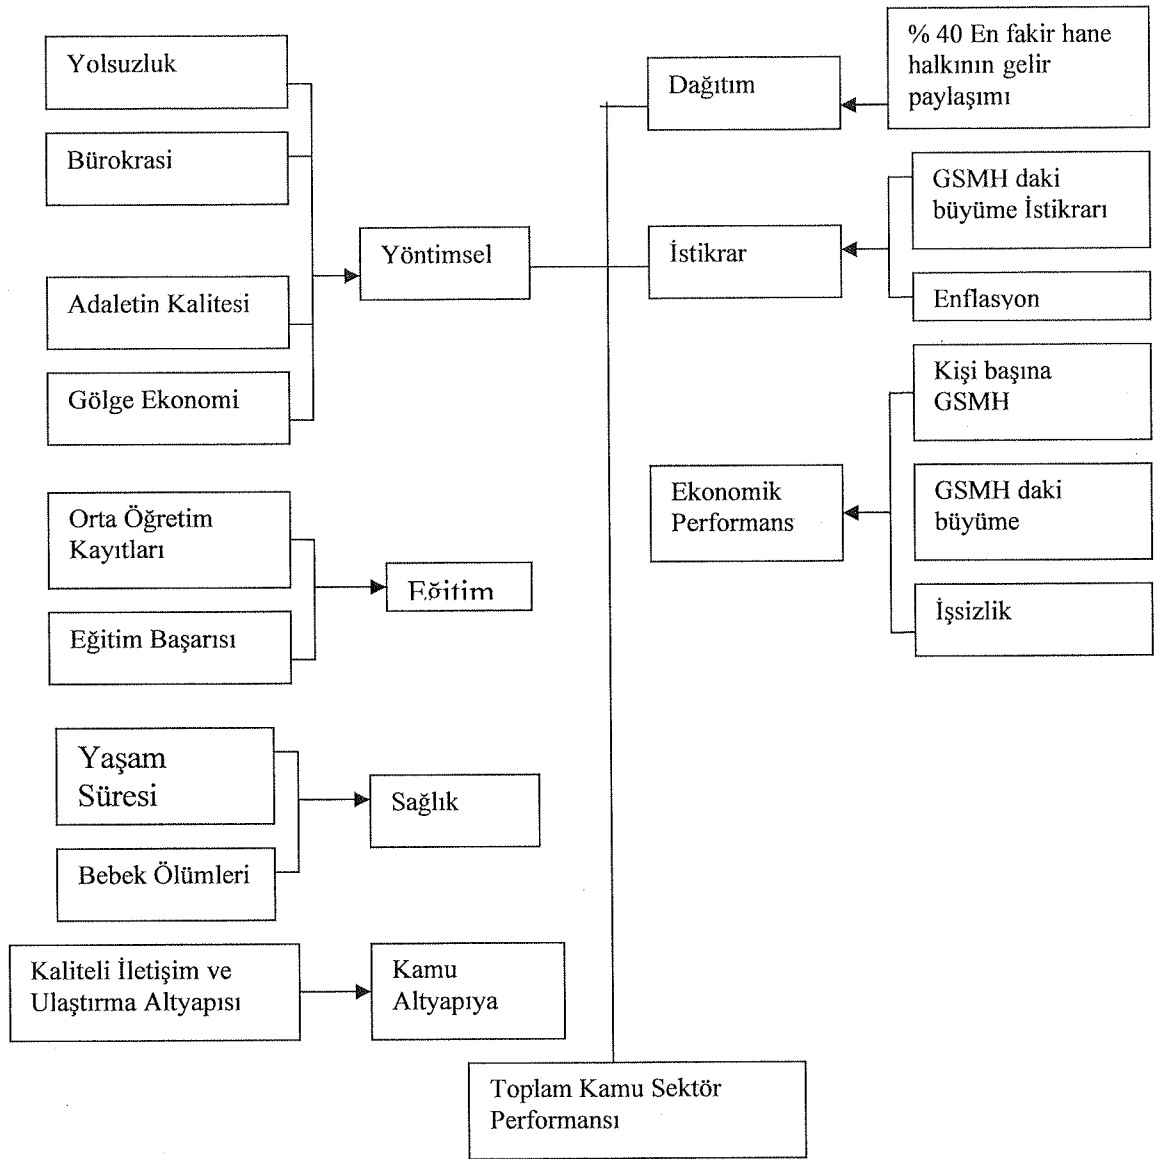 Yolsuzluk
Bürokrasi
Adaletin Kalitesi
Gölge Ekonomi
Yöntimsel
Orta Öğretim
Kayıtları
Eğitim Başarısı
Eğitim
Yaşam
Süresi
Bebek Ölümleri
Sağlık
Kaliteli İletişim ve
Ulaştırma Altyapısı
Kamu
Altyapıya
Dağıtım
% 40 En fakir hane
halkının gelir
paylaşımı
İstikrar
GSMH daki
büyüme İstikrarı
Enflasyon
Ekonomik
Performans
Kişi başına
GSMH
GSMH daki
büyüme
İşsizlik
Toplam Kamu Sektör
Performansı